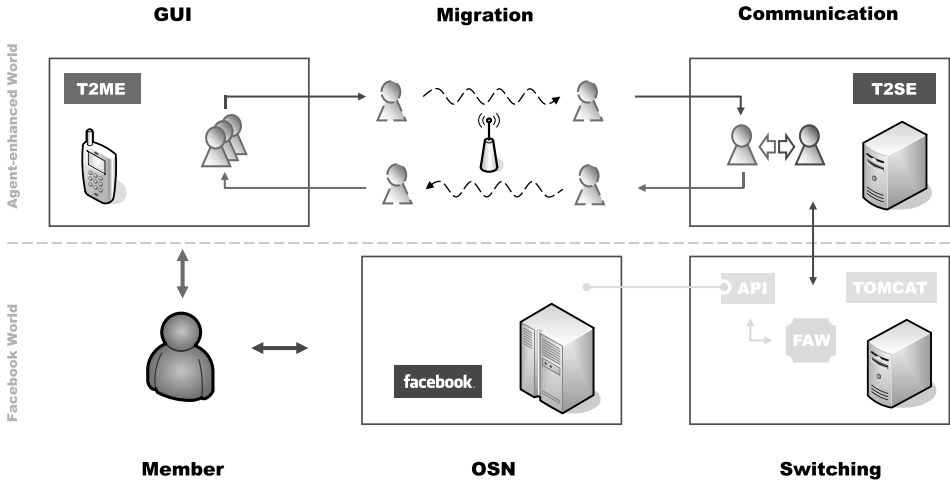 GUI
Migration
Communication
Agent-enhanced World
T2ME
T2SE
Facebook World
API
TOMCAT
FAW
facebook
Member
OSN
Switching